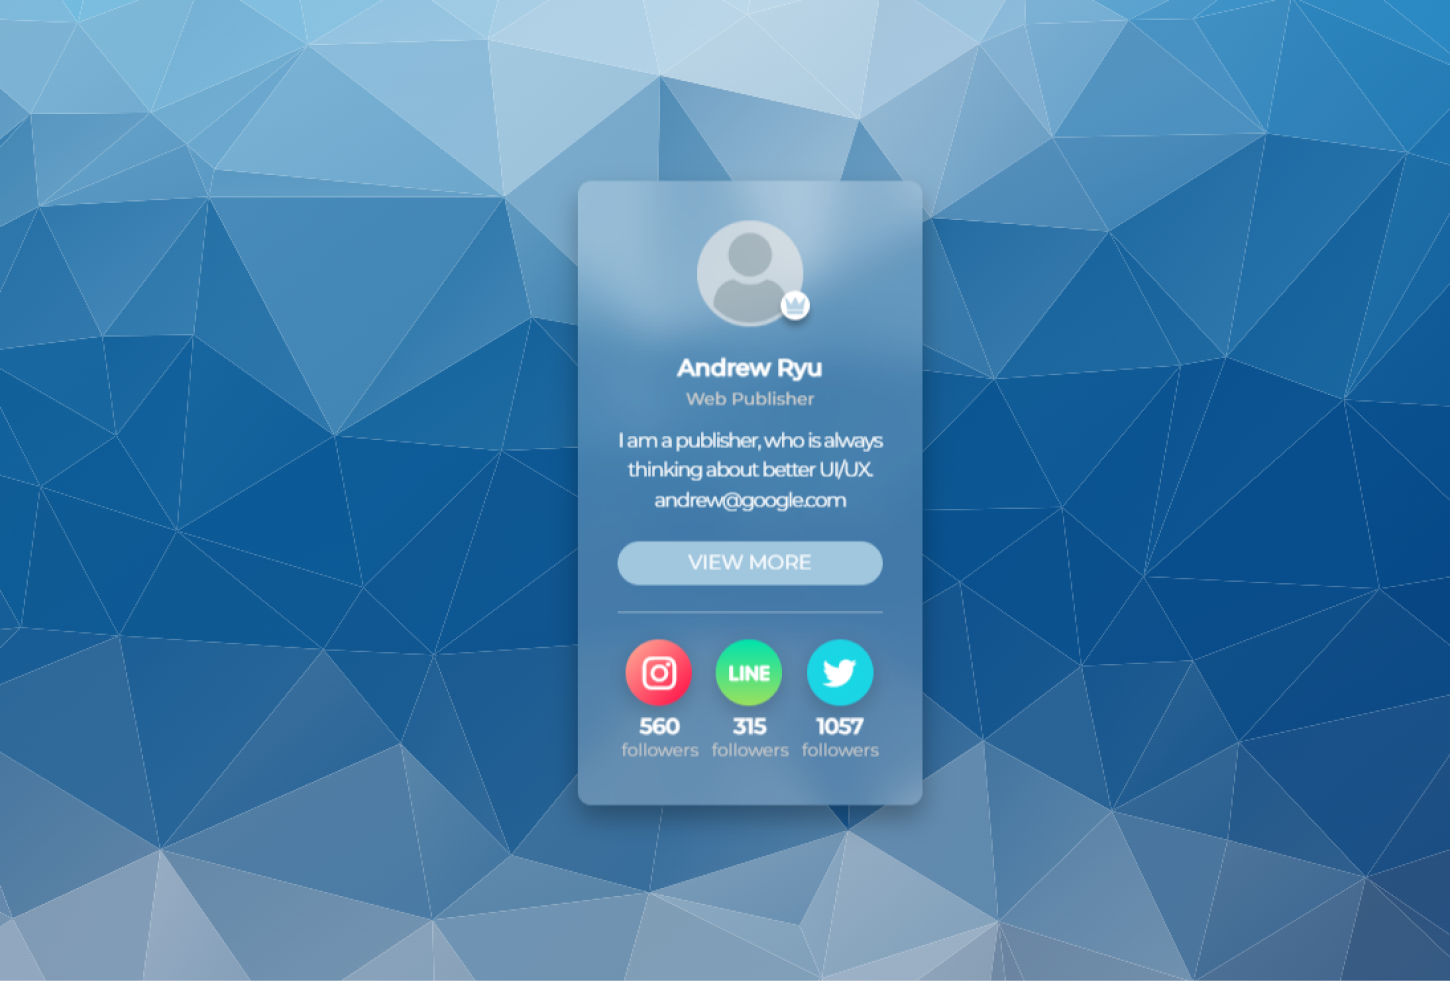 Andrew Ryu
Web Publisher
I am a publisher, who is always
thinking about better UI/UX.
andrew@google.com
VIEW MORE
LINE
560 315 1057
followers followers followers